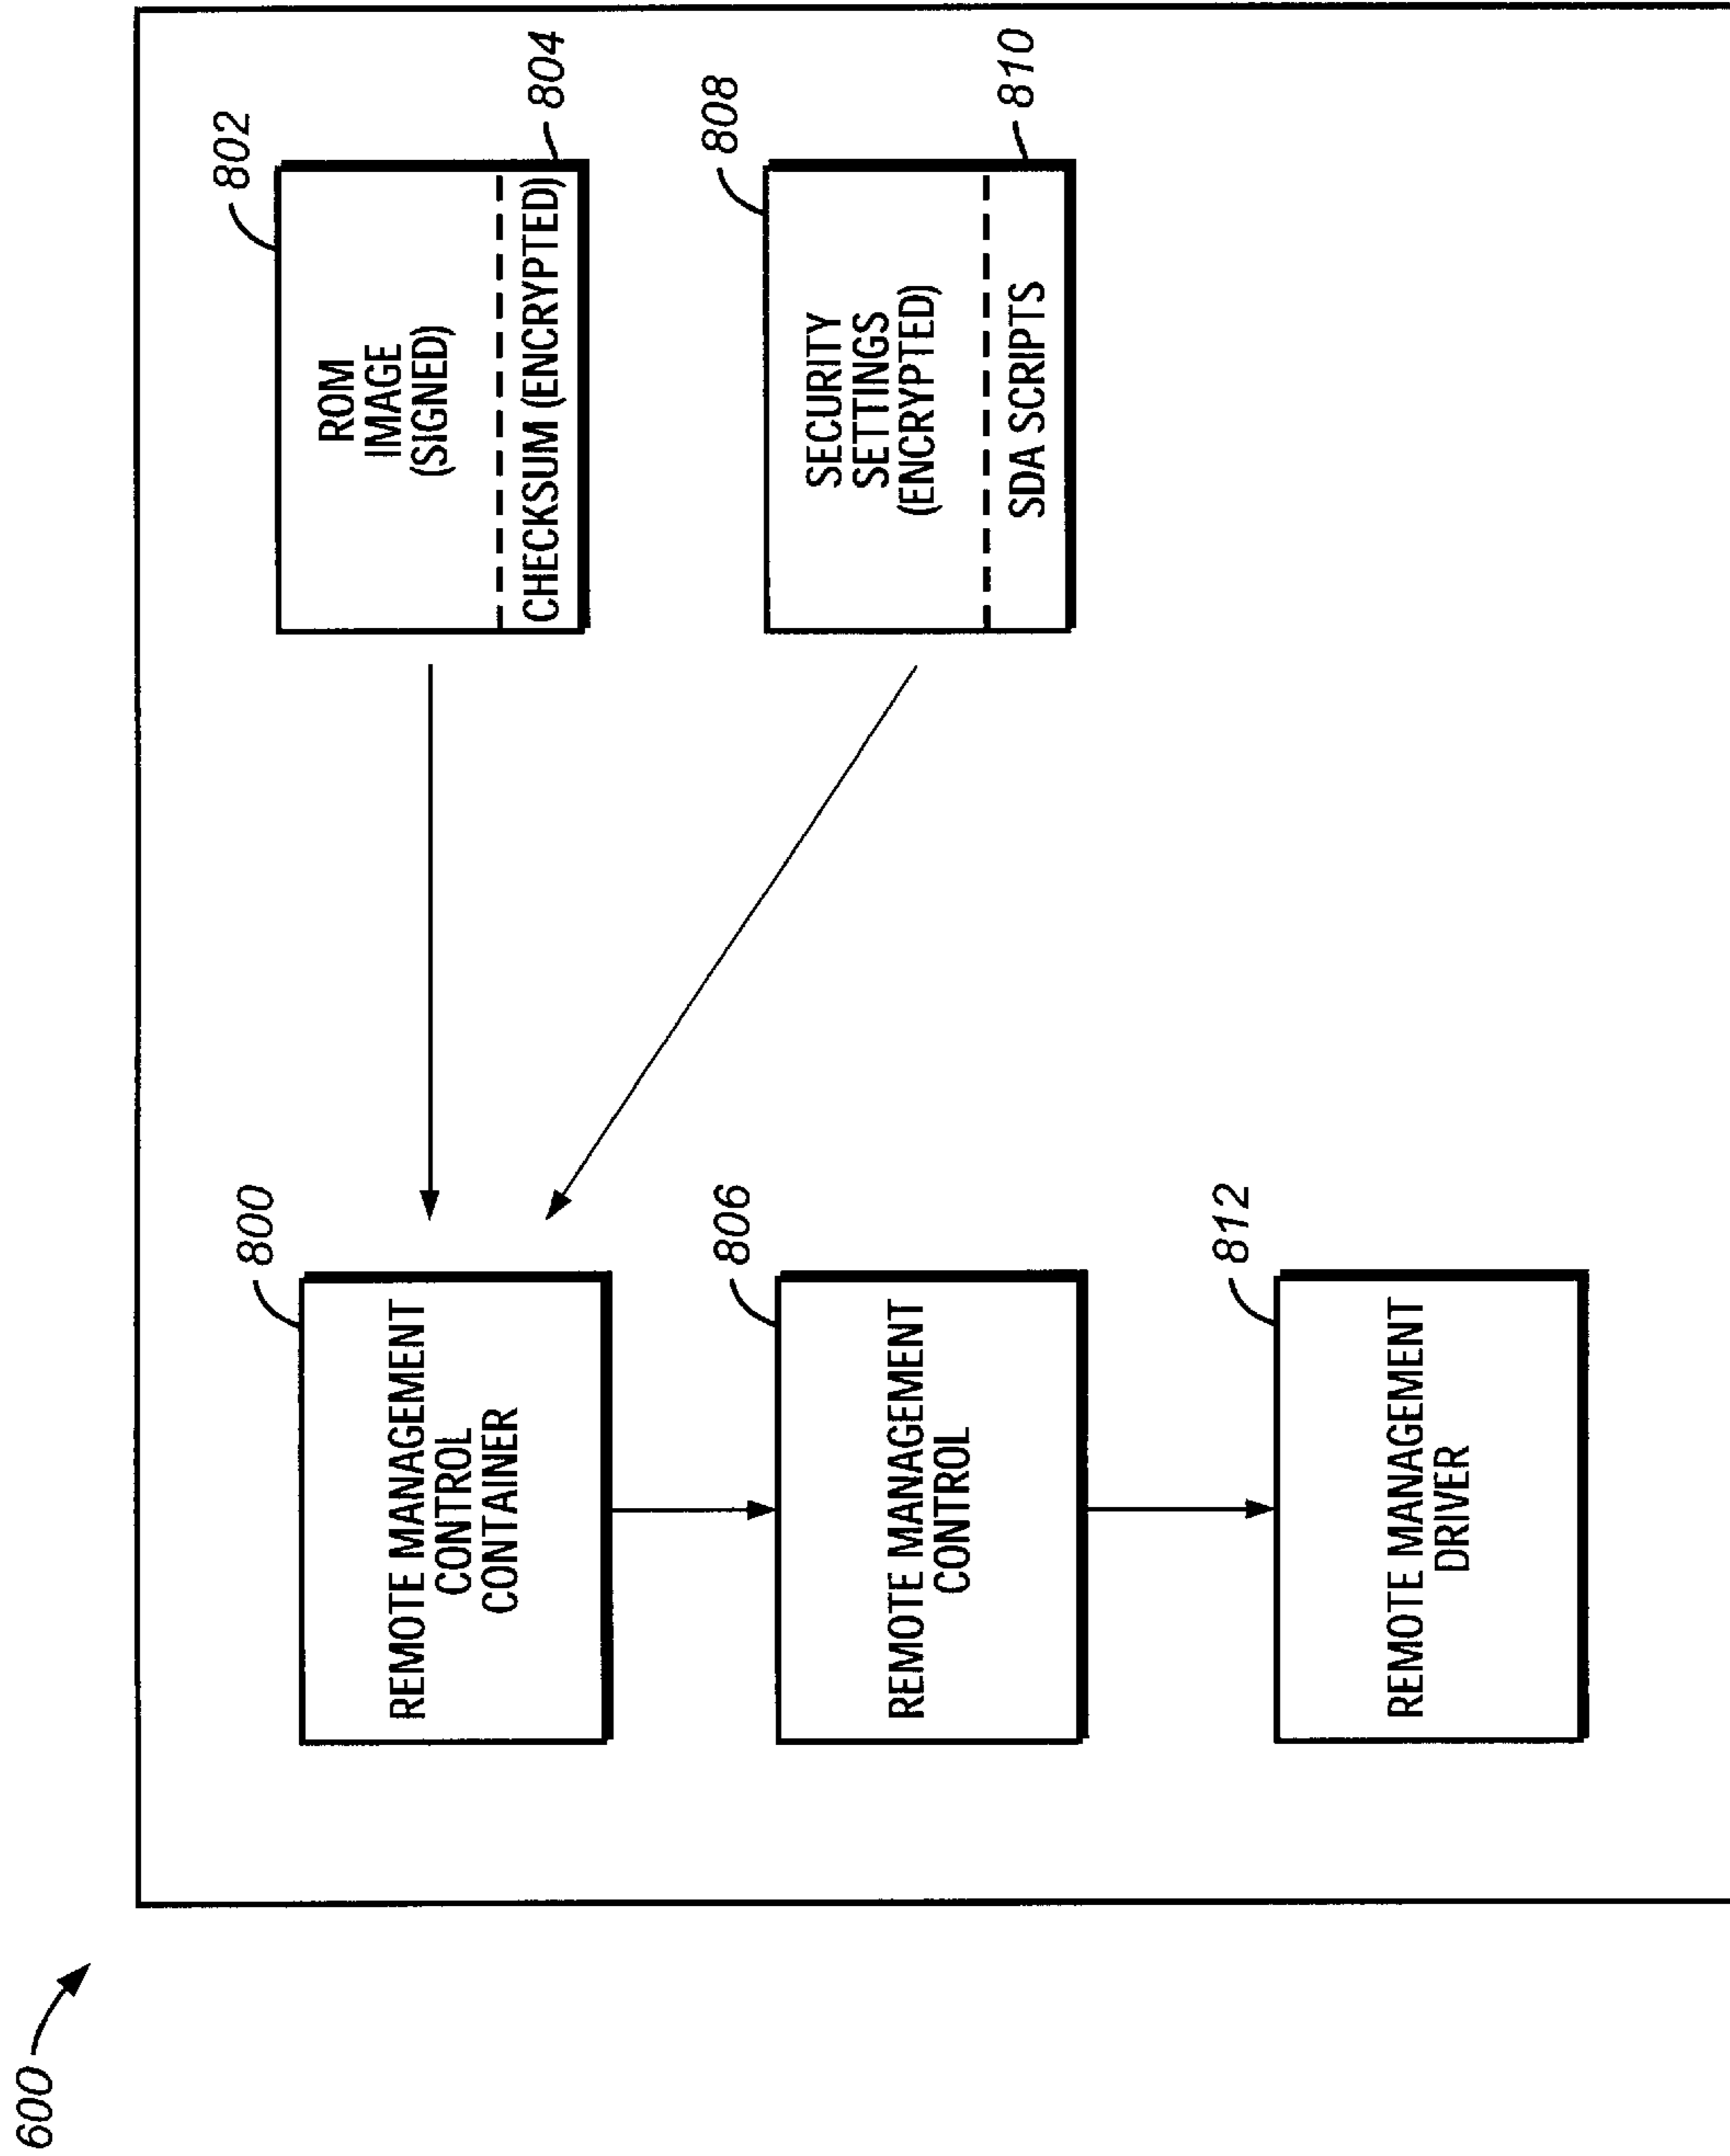 600
800
REMOTE MANAGEMENT
CONTROL
CONTAINER
802
ROM
IMAGE
(SIGNED)
CHECKSUM (ENCRYPTED)
804
806
REMOTE MANAGEMENT
CONTROL
808
SECURITY
SETTINGS
(ENCRYPTED)
SDA SCRIPTS
810
812
REMOTE MANAGEMENT
DRIVER